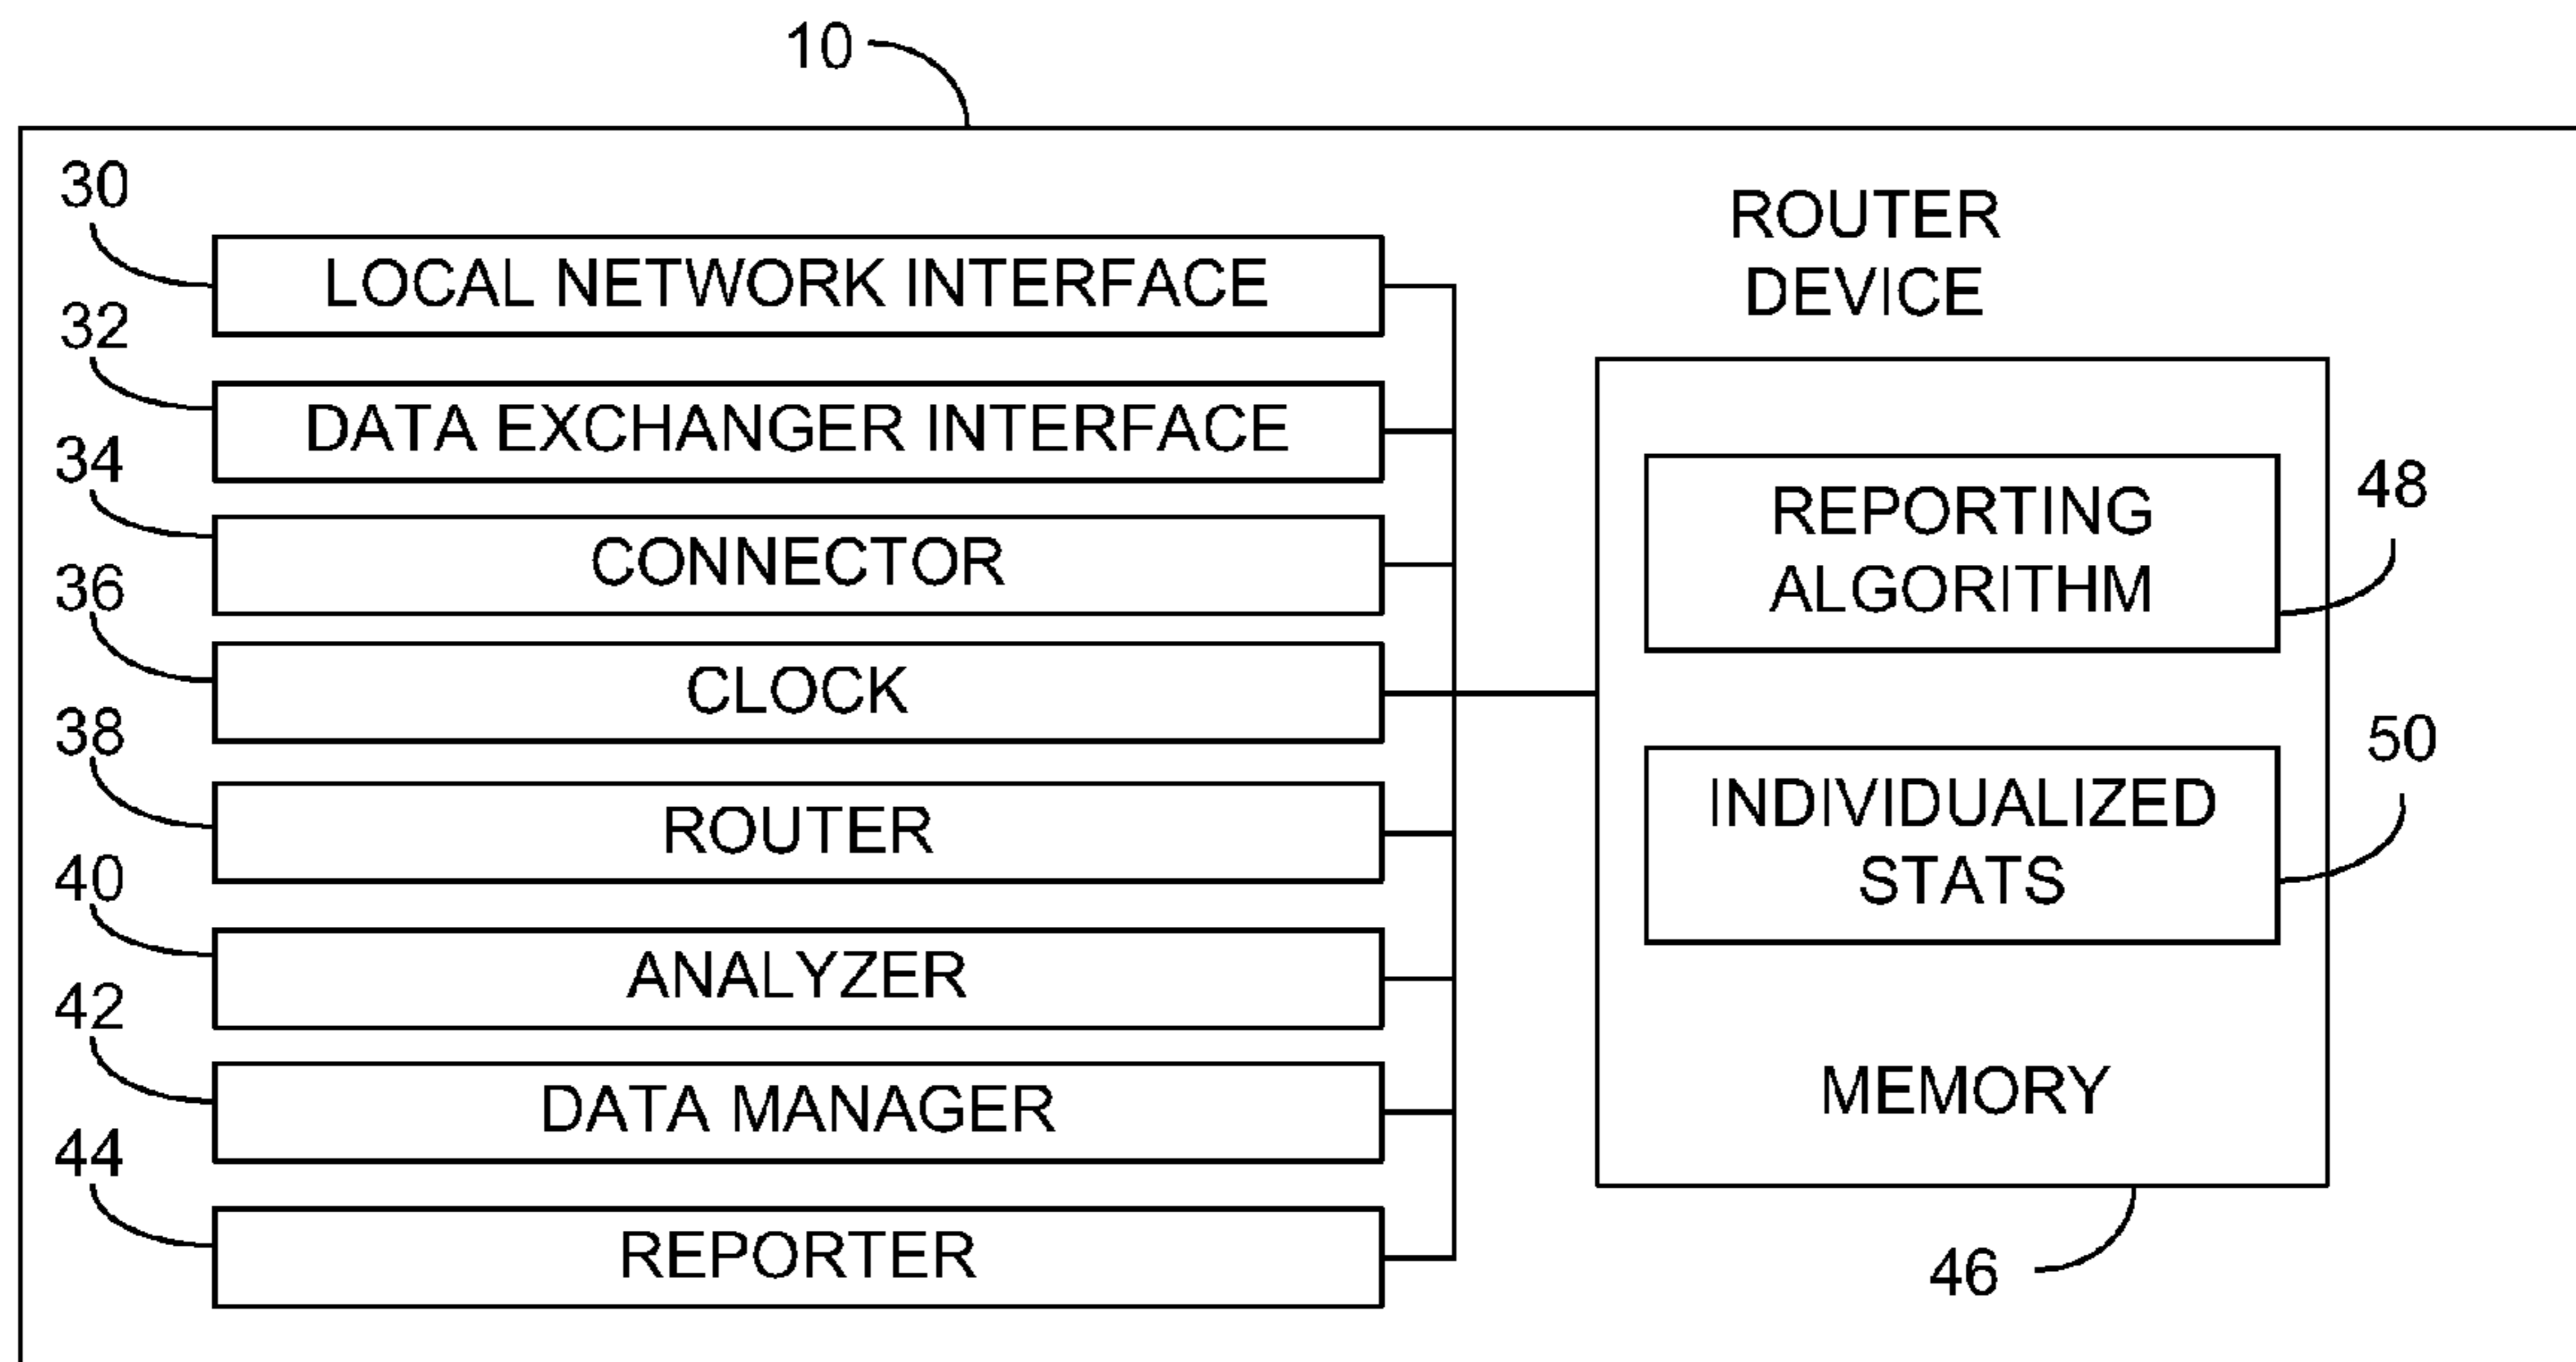 10
30
LOCAL NETWORK INTERFACE
32
DATA EXCHANGER INTERFACE
34
CONNECTOR
36
CLOCK
38
ROUTER
40
ANALYZER
42
DATA MANAGER
44
REPORTER
ROUTER
DEVICE
REPORTING
ALGORITHM
48
INDIVIDUALIZED
STATS
50
MEMORY
46